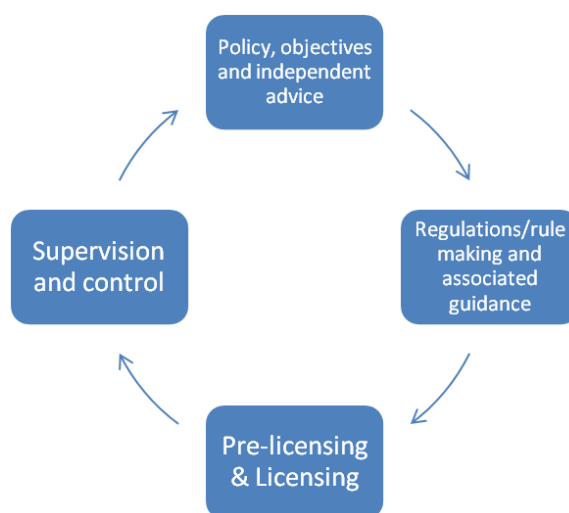 Policy, objectives
and independent
advice
Regulations/rule
making and
associated
guidance
Pre-licensing
& Licensing
Supervision
and control